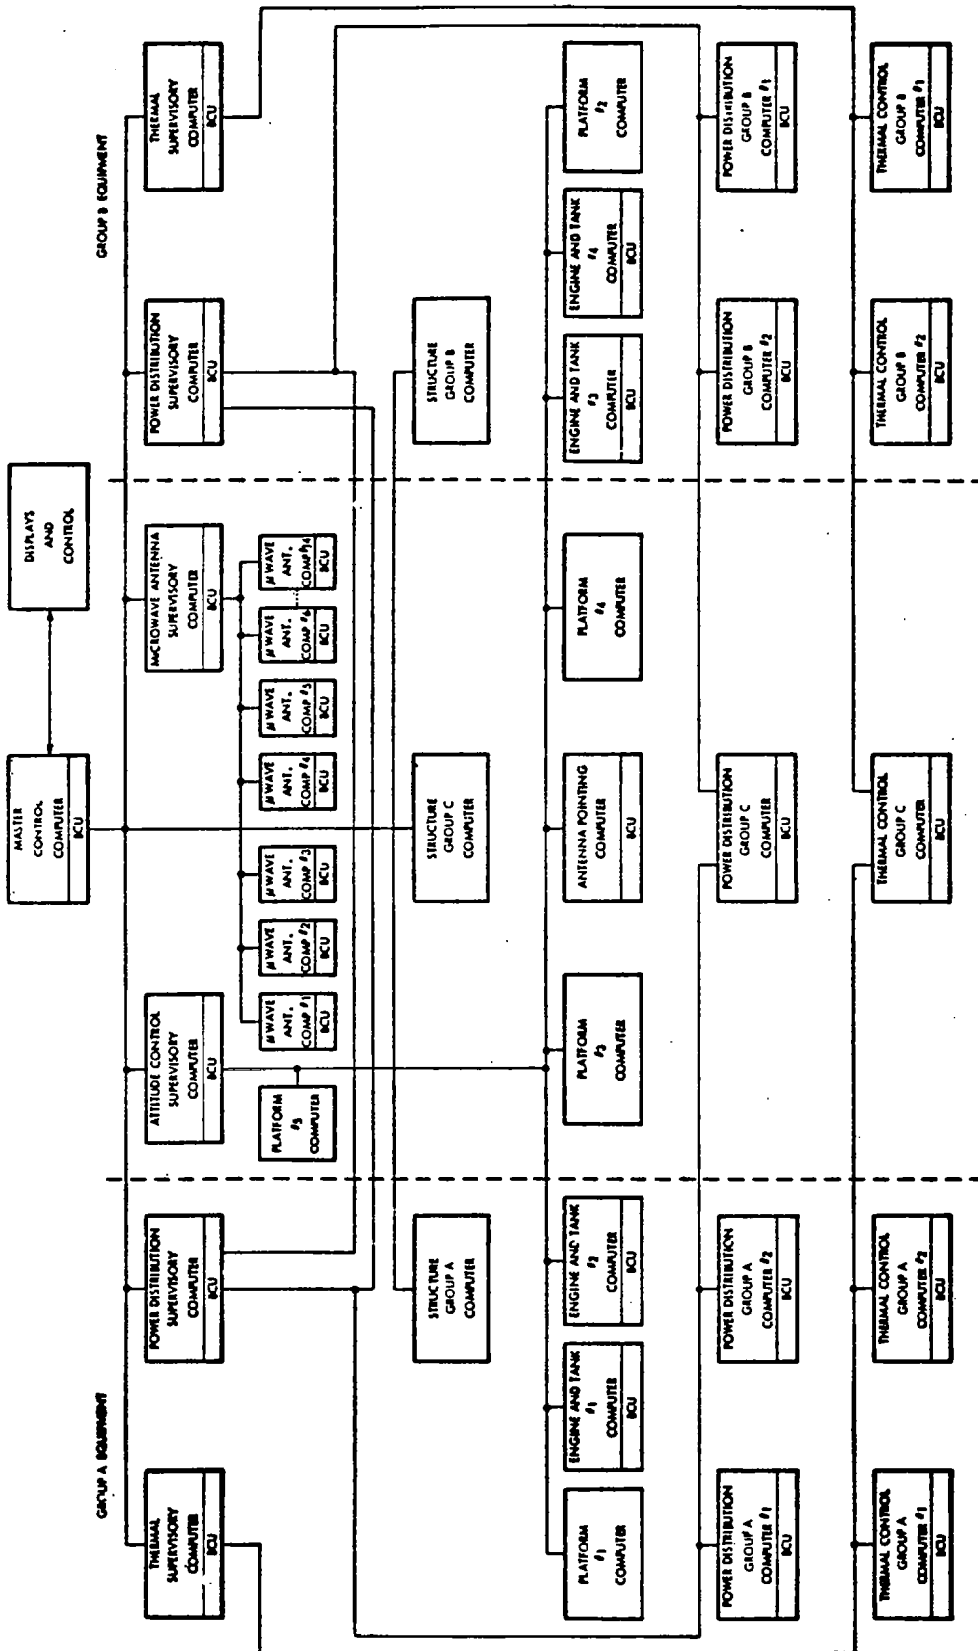 DISPLAYS
AND
CONTROL
MASTER
CONTROL
COMPUTER
BCU
GROUP A EQUIPMENT
GROUP B EQUIPMENT
THERMAL
SUPERVISORY
COMPUTER
BCU
POWER DISTRIBUTION
SUPERVISORY
COMPUTER
BCU
ATTITUDE CONTROL
SUPERVISORY
COMPUTER
BCU
MICROWAVE ANTENNA
SUPERVISORY
COMPUTER
BCU
POWER DISTRIBUTION
SUPERVISORY
COMPUTER
BCU
THERMAL
SUPERVISORY
COMPUTER
BCU
PLATFORM
#5
COMPUTER
μ WAVE
ANT.
COMP #1
BCU
μ WAVE
ANT.
COMP #2
BCU
μ WAVE
ANT.
COMP #3
BCU
μ WAVE
ANT.
COMP #4
BCU
μ WAVE
ANT.
COMP #5
BCU
μ WAVE
ANT.
COMP #6
BCU
μ WAVE
ANT.
COMP #14
BCU
STRUCTURE
GROUP A
COMPUTER
STRUCTURE
GROUP C
COMPUTER
STRUCTURE
GROUP B
COMPUTER
PLATFORM
#1
COMPUTER
ENGINE AND TANK
#1
COMPUTER
BCU
ENGINE AND TANK
#2
COMPUTER
BCU
PLATFORM
#3
COMPUTER
ANTENNA POINTING
COMPUTER
BCU
PLATFORM
#4
COMPUTER
ENGINE AND TANK
#3
COMPUTER
BCU
ENGINE AND TANK
#4
COMPUTER
BCU
PLATFORM
#2
COMPUTER
POWER DISTRIBUTION
GROUP A
COMPUTER #1
BCU
POWER DISTRIBUTION
GROUP A
COMPUTER #2
BCU
POWER DISTRIBUTION
GROUP C
COMPUTER
BCU
POWER DISTRIBUTION
GROUP B
COMPUTER #2
BCU
POWER DISTRIBUTION
GROUP B
COMPUTER #1
BCU
THERMAL CONTROL
GROUP A
COMPUTER #1
BCU
THERMAL CONTROL
GROUP A
COMPUTER #2
BCU
THERMAL CONTROL
GROUP C
COMPUTER
BCU
THERMAL CONTROL
GROUP B
COMPUTER #2
BCU
THERMAL CONTROL
GROUP B
COMPUTER #1
BCU